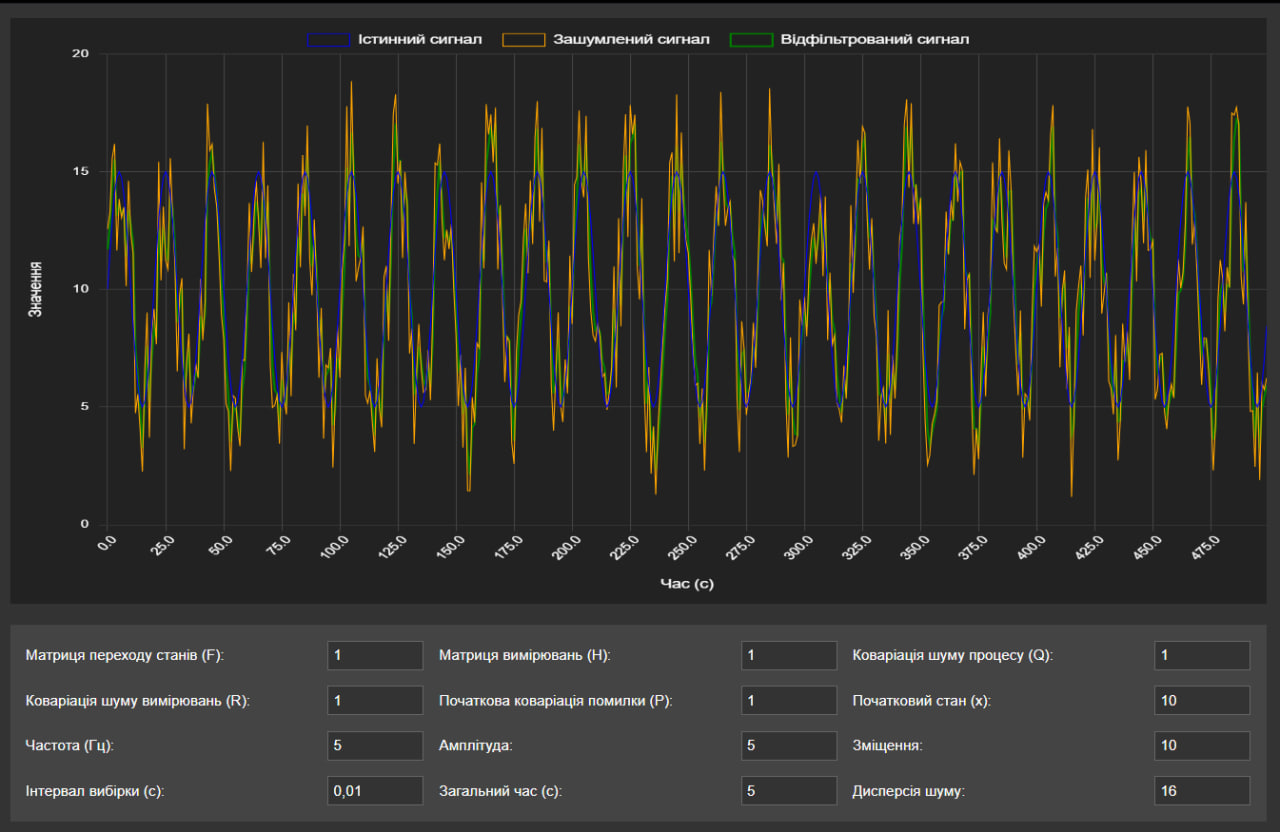 Істинний сигнал Зашумлений сигнал Відфільтрований сигнал
20
15
10
5
0
Значення
0.0 25.0 50.0 75.0 100.0 125.0 150.0 175.0 200.0 225.0 250.0 275.0 300.0 325.0 350.0 375.0 400.0 425.0 450.0 475.0
Час (с)
Матриця переходу станів (F): 1 Матриця вимірювань (H): 1 Коваріація шуму процесу (Q): 1
Коваріація шуму вимірювань (R): 1 Початкова коваріація помилки (P): 1 Початковий стан (x): 10
Частота (Гц): 5 Амплітуда: 5 Зміщення: 10
Інтервал вибірки (с): 0,01 Загальний час (с): 5 Дисперсія шуму: 16